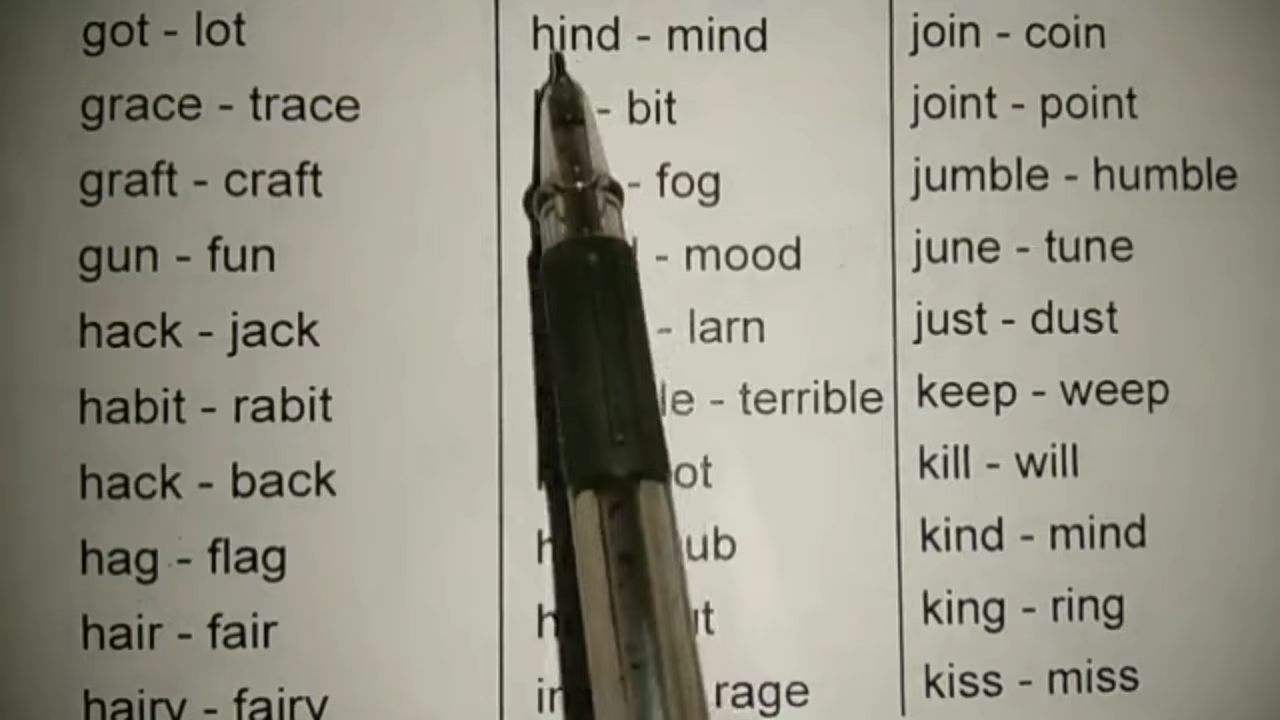 got - lot
grace - trace
graft - craft
gun - fun
hack - jack
habit - rabit
hack - back
hag - flag
hair - fair
hairy - fairy
hind - mind
- bit
- fog
- mood
- larn
- terrible
join - coin
joint - point
jumble - humble
june - tune
just - dust
keep - weep
kill - will
kind - mind
king - ring
kiss - miss